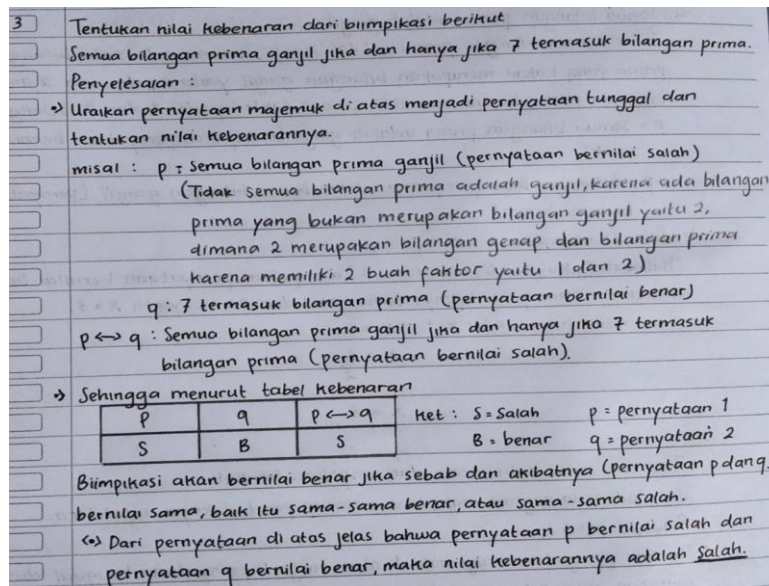 3 Tentukan nilai kebenaran dari biimpikasi berikut
Semua bilangan prima ganjil jika dan hanya jika 7 termasuk bilangan prima.
Penyelesaian :
•> Uraikan pernyataan majemuk di atas menjadi pernyataan tunggal dan
tentukan nilai kebenarannya.
misal : p : Semua bilangan prima ganjil (pernyataan bernilai salah)
(Tidak semua bilangan prima adalah ganjil, karena ada bilangan
prima yang bukan merupakan bilangan ganjil yaitu 2,
dimana 2 merupakan bilangan genap dan bilangan prima
karena memiliki 2 buah faktor yaitu 1 dan 2)
q : 7 termasuk bilangan prima (pernyataan bernilai benar)
p ↔ q : Semua bilangan prima ganjil jika dan hanya jika 7 termasuk
bilangan prima (pernyataan bernilai salah).
•> Sehingga menurut tabel kebenaran
p q p ↔ q ket : S = Salah p = pernyataan 1
S B S B = benar q = pernyataan 2
Biimpikasi akan bernilai benar jika sebab dan akibatnya (pernyataan p dan q
bernilai sama, baik itu sama-sama benar, atau sama-sama salah.
<•> Dari pernyataan di atas jelas bahwa pernyataan p bernilai salah dan
pernyataan q bernilai benar, maka nilai kebenarannya adalah Salah.